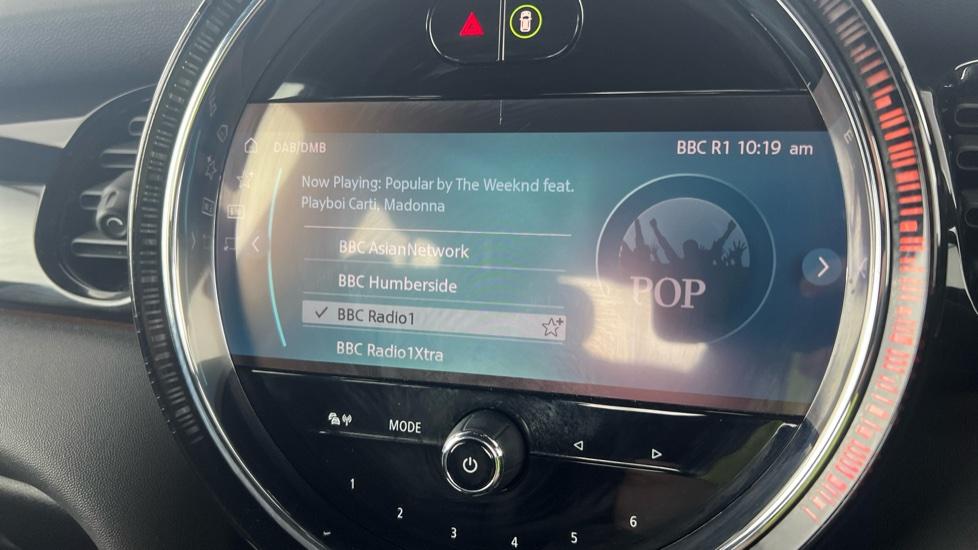 DAB/DMB
BBC R1 10:19 am
Now Playing: Popular by The Weeknd feat.
Playboi Carti, Madonna
BBC AsianNetwork
BBC Humberside
BBC Radio1
BBC Radio1Xtra
POP
MODE
1
2
3
4
5
6